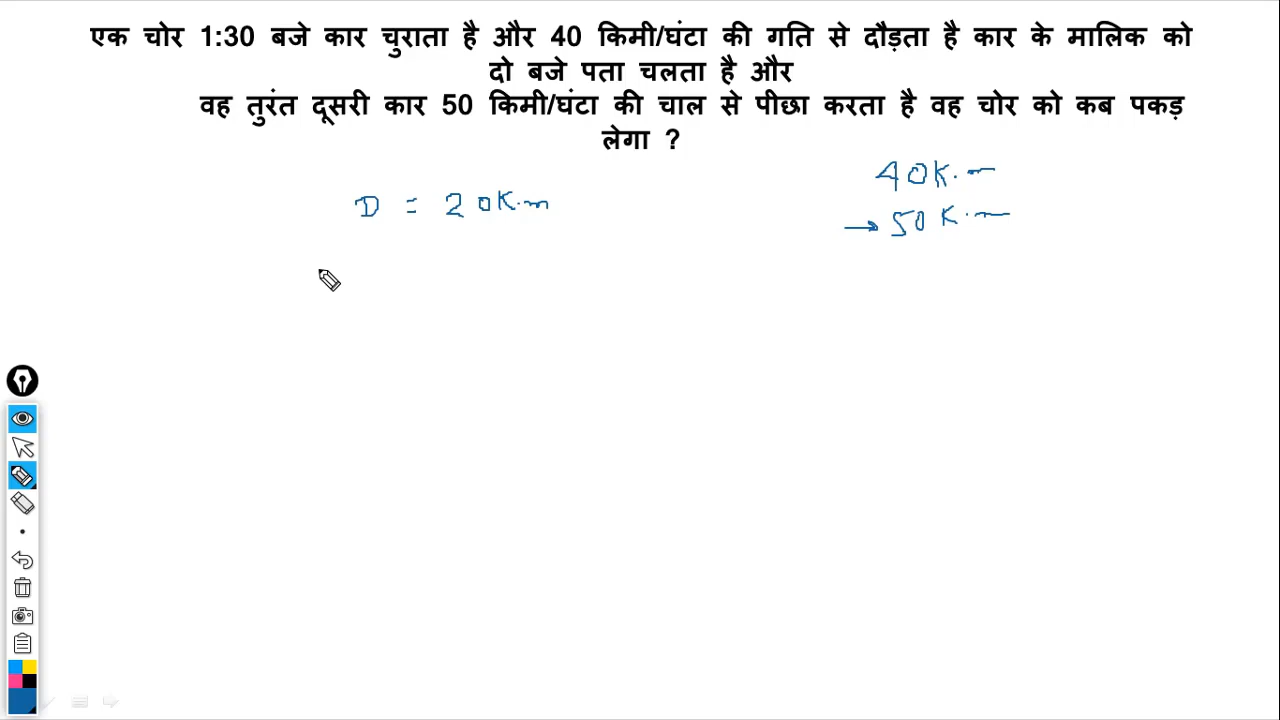 एक चोर 1:30 बजे कार चुराता है और 40 किमी/घंटा की गति से दौड़ता है कार के मालिक को
दो बजे पता चलता है और
वह तुरंत दूसरी कार 50 किमी/घंटा की चाल से पीछा करता है वह चोर को कब पकड़
लेगा ?
40K.m
D = 20K.m
→ 50K.m